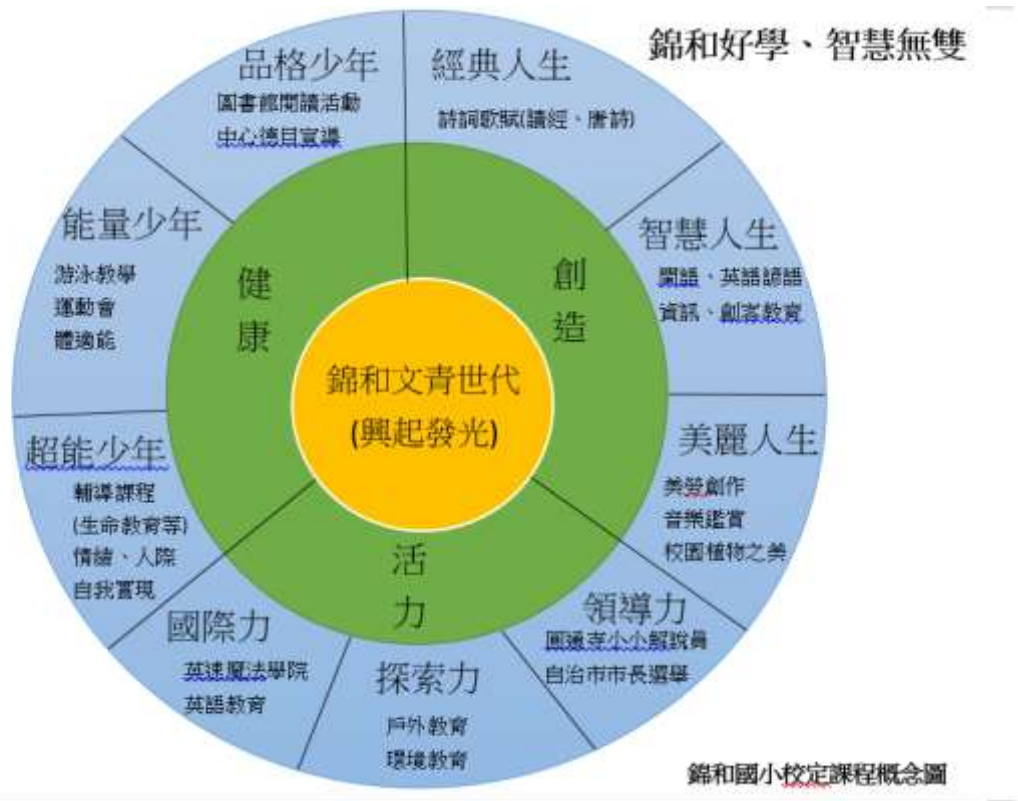 錦和好學、智慧無雙
品格少年
圖書館閱讀活動
中心德目宣導
經典人生
詩詞歌賦(讀經、唐詩)
能量少年
游泳教學
運動會
體適能
智慧人生
閩語、英語諺語
資訊、創客教育
健康
創造
錦和文青世代
(興起發光)
活力
超能少年
輔導課程
(生命教育等)
情緒、人際
自我實現
美麗人生
美勞創作
音樂鑑賞
校園植物之美
國際力
英速魔法學院
英語教育
探索力
戶外教育
環境教育
領導力
圓通寺小小解說員
自治市市長選舉
錦和國小校定課程概念圖